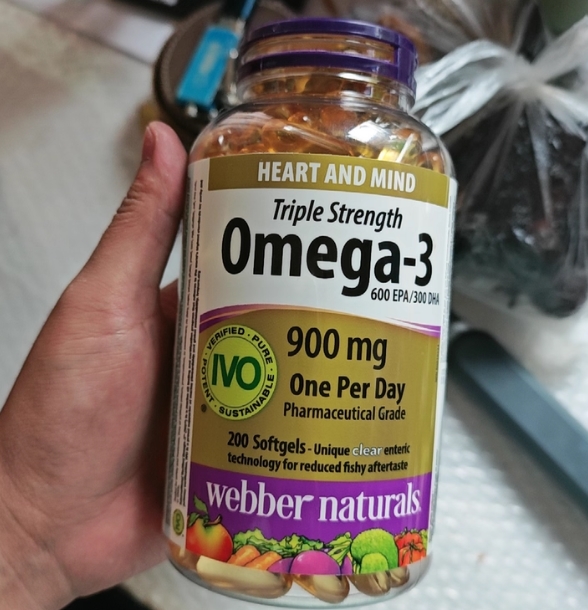 HEART AND MIND
Triple Strength
Omega-3
600 EPA/300 DHA
VERIFIED · PURE
IVO
POTENT · SUSTAINABLE
900 mg
One Per Day
Pharmaceutical Grade
200 Softgels - Unique clear enteric
technology for reduced fishy aftertaste
webber naturals